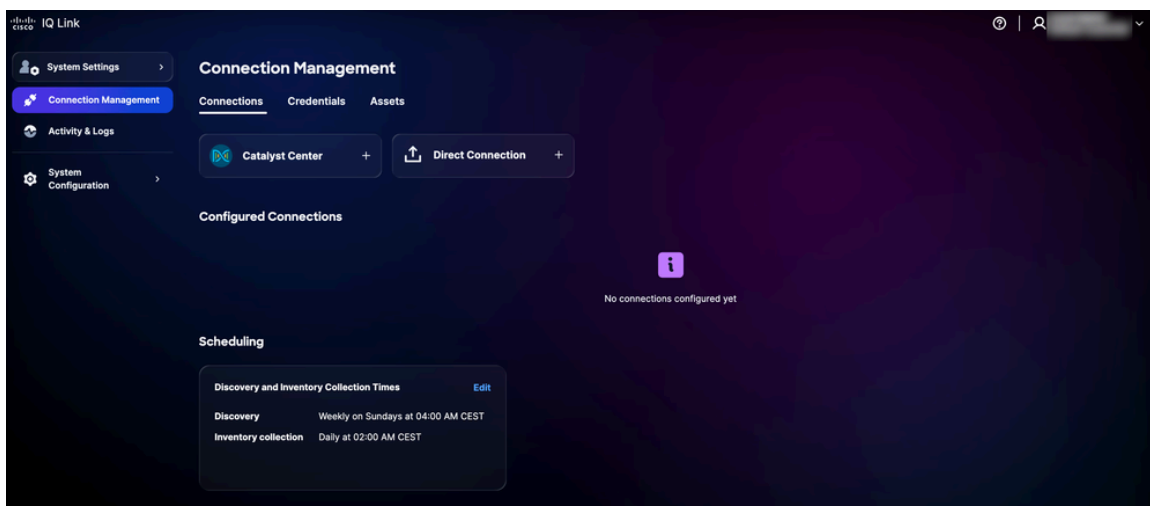 cisco IQ Link
System Settings
Connection Management
Activity & Logs
System
Configuration
Connection Management
Connections Credentials Assets
Catalyst Center +
Direct Connection +
Configured Connections
No connections configured yet
Scheduling
Discovery and Inventory Collection Times Edit
Discovery Weekly on Sundays at 04:00 AM CEST
Inventory collection Daily at 02:00 AM CEST